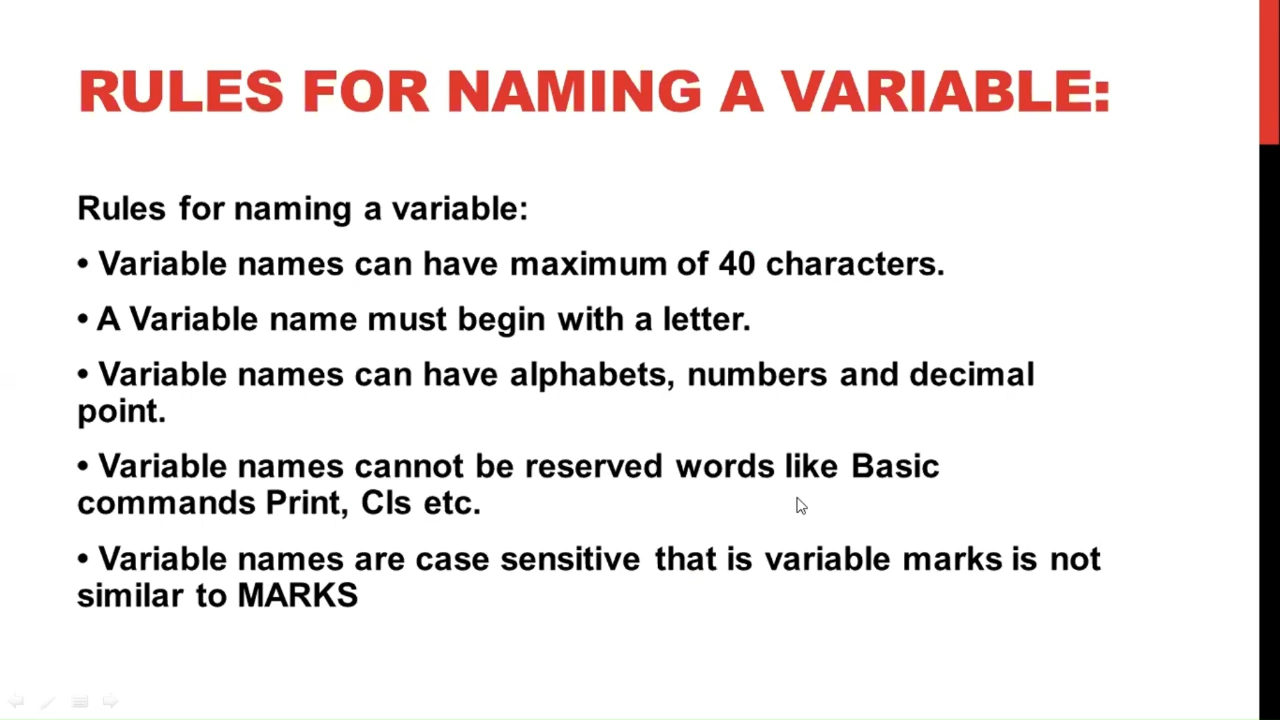 RULES FOR NAMING A VARIABLE:
Rules for naming a variable:
• Variable names can have maximum of 40 characters.
• A Variable name must begin with a letter.
• Variable names can have alphabets, numbers and decimal
point.
• Variable names cannot be reserved words like Basic
commands Print, Cls etc.
• Variable names are case sensitive that is variable marks is not
similar to MARKS